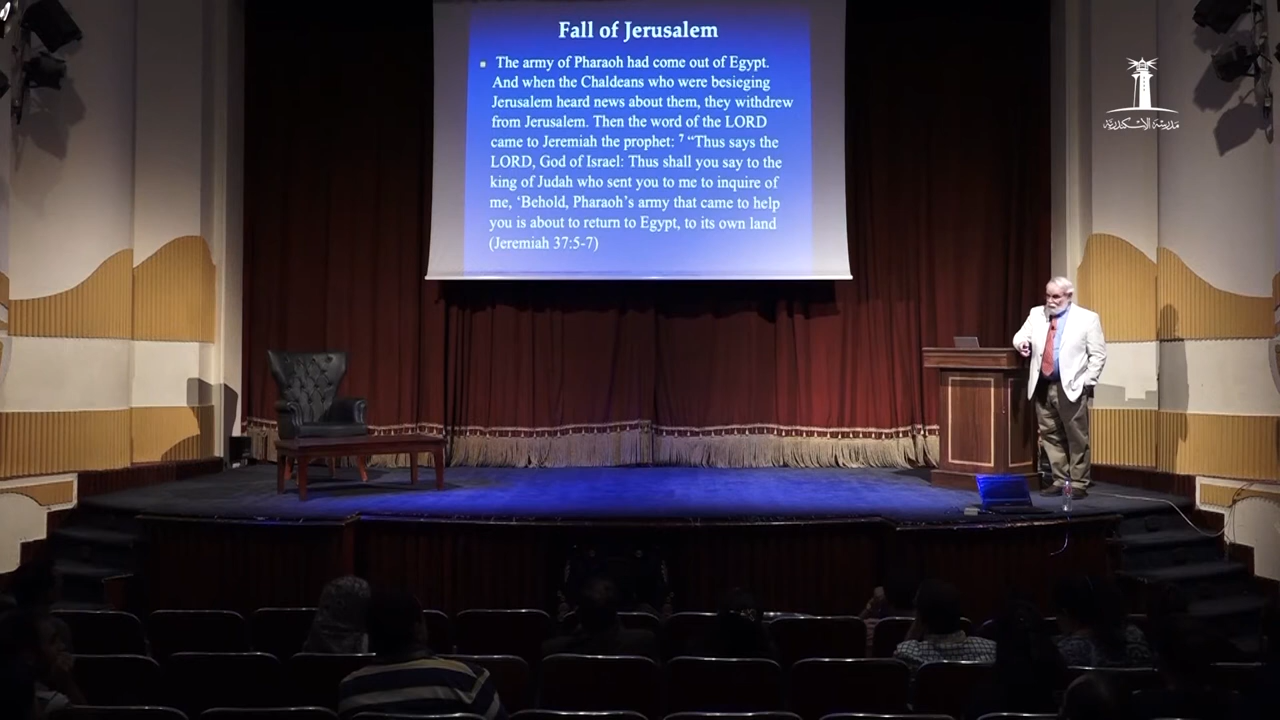 Fall of Jerusalem
The army of Pharaoh had come out of Egypt.
And when the Chaldeans who were besieging
Jerusalem heard news about them, they withdrew
from Jerusalem. Then the word of the LORD
came to Jeremiah the prophet: 7 “Thus says the
LORD, God of Israel: Thus shall you say to the
king of Judah who sent you to me to inquire of
me, ‘Behold, Pharaoh’s army that came to help
you is about to return to Egypt, to its own land
(Jeremiah 37:5-7)
مدرسة الإسكندرية